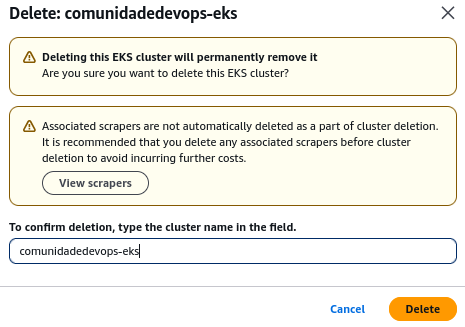 Delete: comunidadedevops-eks
Deleting this EKS cluster will permanently remove it
Are you sure you want to delete this EKS cluster?
Associated scrapers are not automatically deleted as a part of cluster deletion.
It is recommended that you delete any associated scrapers before cluster
deletion to avoid incurring further costs.
View scrapers
To confirm deletion, type the cluster name in the field.
comunidadedevops-eks
Cancel
Delete